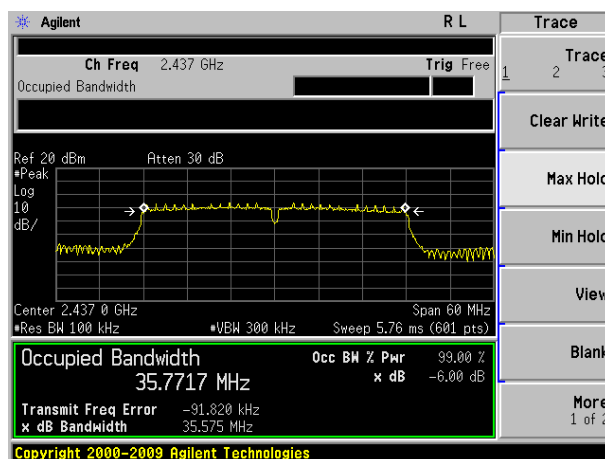 Agilent R L Trace
Ch Freq 2.437 GHz Trig Free
Occupied Bandwidth
Trace
1 2 3
Clear Write
Max Hold
Min Hold
View
Blank
More
1 of 2
Ref 20 dBm Atten 30 dB
#Peak
Log
10
dB/
Center 2.437 0 GHz Span 60 MHz
#Res BW 100 kHz #VBW 300 kHz Sweep 5.76 ms (601 pts)
Occupied Bandwidth Occ BW % Pwr 99.00 %
35.7717 MHz x dB -6.00 dB
Transmit Freq Error -91.820 kHz
x dB Bandwidth 35.575 MHz
Copyright 2000-2009 Agilent Technologies